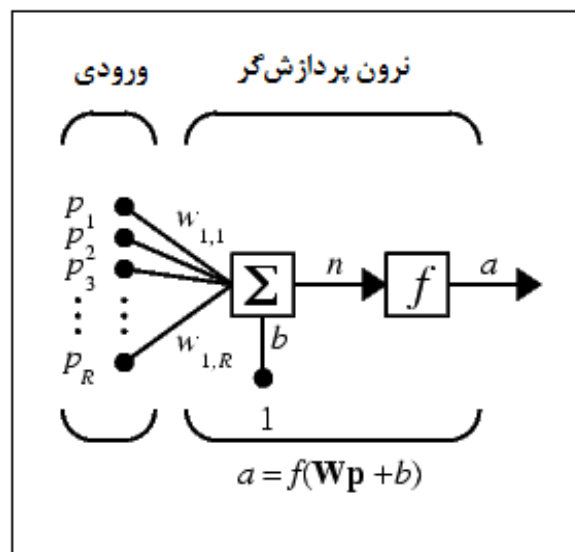 ورودی
نرون پردازش‌گر
p1
w1,1
p2
p3
n
a
Σ
f
b
pR
w1,R
1
a = f(Wp +b)